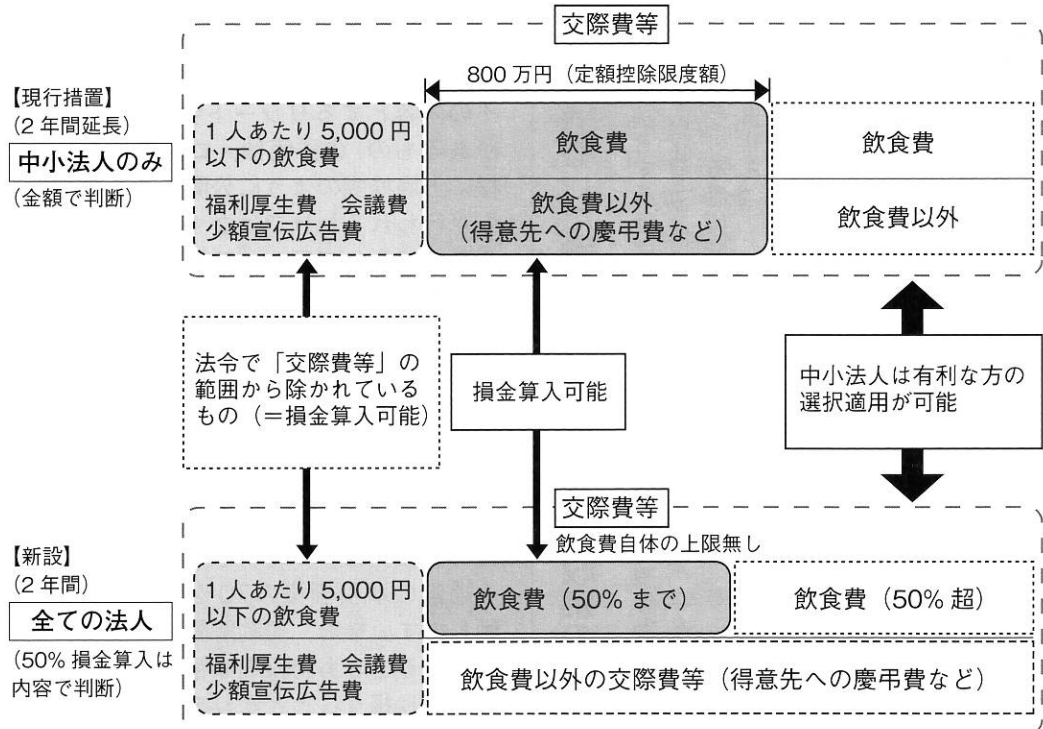 交際費等
800万円（定額控除限度額）
【現行措置】
(２年間延長)
中小法人のみ
(金額で判断)
１人あたり5,000円
以下の飲食費
福利厚生費　会議費
少額宣伝広告費
飲食費
飲食費以外
（得意先への慶弔費など）
飲食費
飲食費以外
法令で「交際費等」の
範囲から除かれている
もの（＝損金算入可能）
損金算入可能
中小法人は有利な方の
選択適用が可能
交際費等
飲食費自体の上限無し
【新設】
(２年間)
全ての法人
(50%損金算入は
内容で判断)
１人あたり5,000円
以下の飲食費
福利厚生費　会議費
少額宣伝広告費
飲食費（50%まで）
飲食費（50%超）
飲食費以外の交際費等（得意先への慶弔費など）